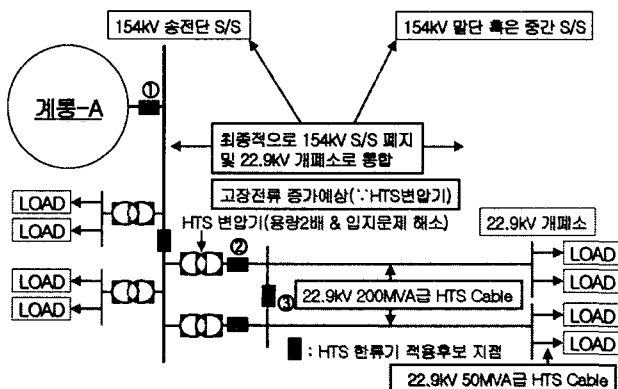 154kV 송전단 S/S
154kV 말단 혹은 중간 S/S
①
계통-A
최종적으로 154kV S/S 폐지
및 22.9kV 개폐소로 통합
고장전류 증가예상(∵HTS변압기)
LOAD
LOAD
HTS 변압기(용량2배 & 입지문제 해소)
22.9kV 개폐소
②
LOAD
LOAD
LOAD
LOAD
③
22.9kV 200MVA급 HTS Cable
LOAD
LOAD
: HTS 한류기 적용후보 지점
22.9kV 50MVA급 HTS Cable